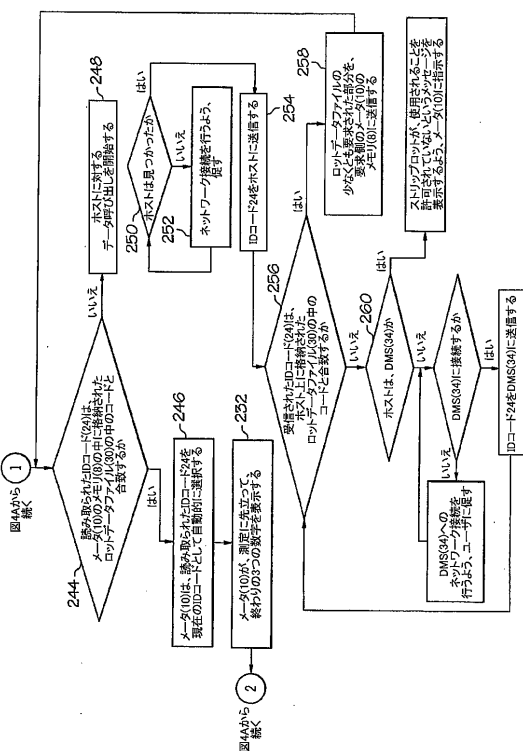 図4Aから
続く
1
244
読み取られたIDコード(24)は、
メータ(10)のメモリ(8)の中に格納された
ロットデータファイル(30)の中のコードと
合致するか
いいえ
はい
248
ホストに対する
データ呼び出しを開始する
250
ホストは見つかったか
はい
いいえ
252
ネットワーク接続を行うよう、
促す
246
メータ(10)は、読み取られたIDコード24を
現在のIDコードとして自動的に選択する
232
メータ(10)が、測定に先立って、
終わりの3つの数字を表示する
2
図4Aから
続く
254
IDコード24をホストに送信する
256
受信されたIDコード(24)は、
ホスト上に格納された
ロットデータファイル(30)の中の
コードと合致するか
はい
いいえ
258
ロットデータファイルの
少なくとも要求された部分を、
要求側のメータ(10)の
メモリ(8)に送信する
260
ホストは、DMS(34)か
はい
いいえ
ストリップロットが、使用されることを
許可されていないというメッセージを
表示するよう、メータ(10)に指示する
DMS(34)に接続するか
いいえ
はい
DMS(34)への
ネットワーク接続を
行うよう、ユーザに促す
IDコード24をDMS(34)に送信する